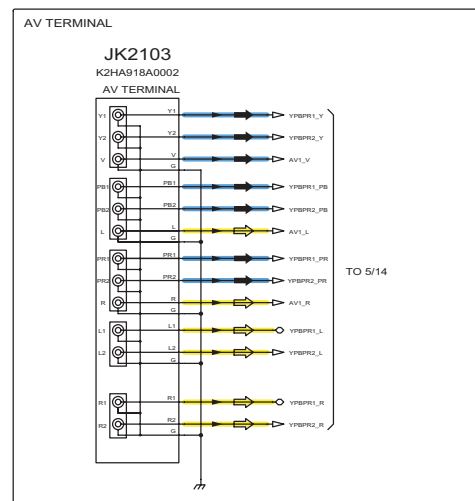 AV TERMINAL
JK2103
K2HA918A0002
AV TERMINAL
Y1 Y1 YPBPR1_Y
Y2 Y2 YPBPR2_Y
V V AV1_V
G
PB1 PB1 YPBPR1_PB
PB2 PB2 YPBPR2_PB
L L AV1_L
G
PR1 PR1 YPBPR1_PR
TO 5/14
PR2 PR2 YPBPR2_PR
R R AV1_R
G
L1 L1 YPBPR1_L
L2 L2 YPBPR2_L
G
R1 R1 YPBPR1_R
R2 R2 YPBPR2_R
G